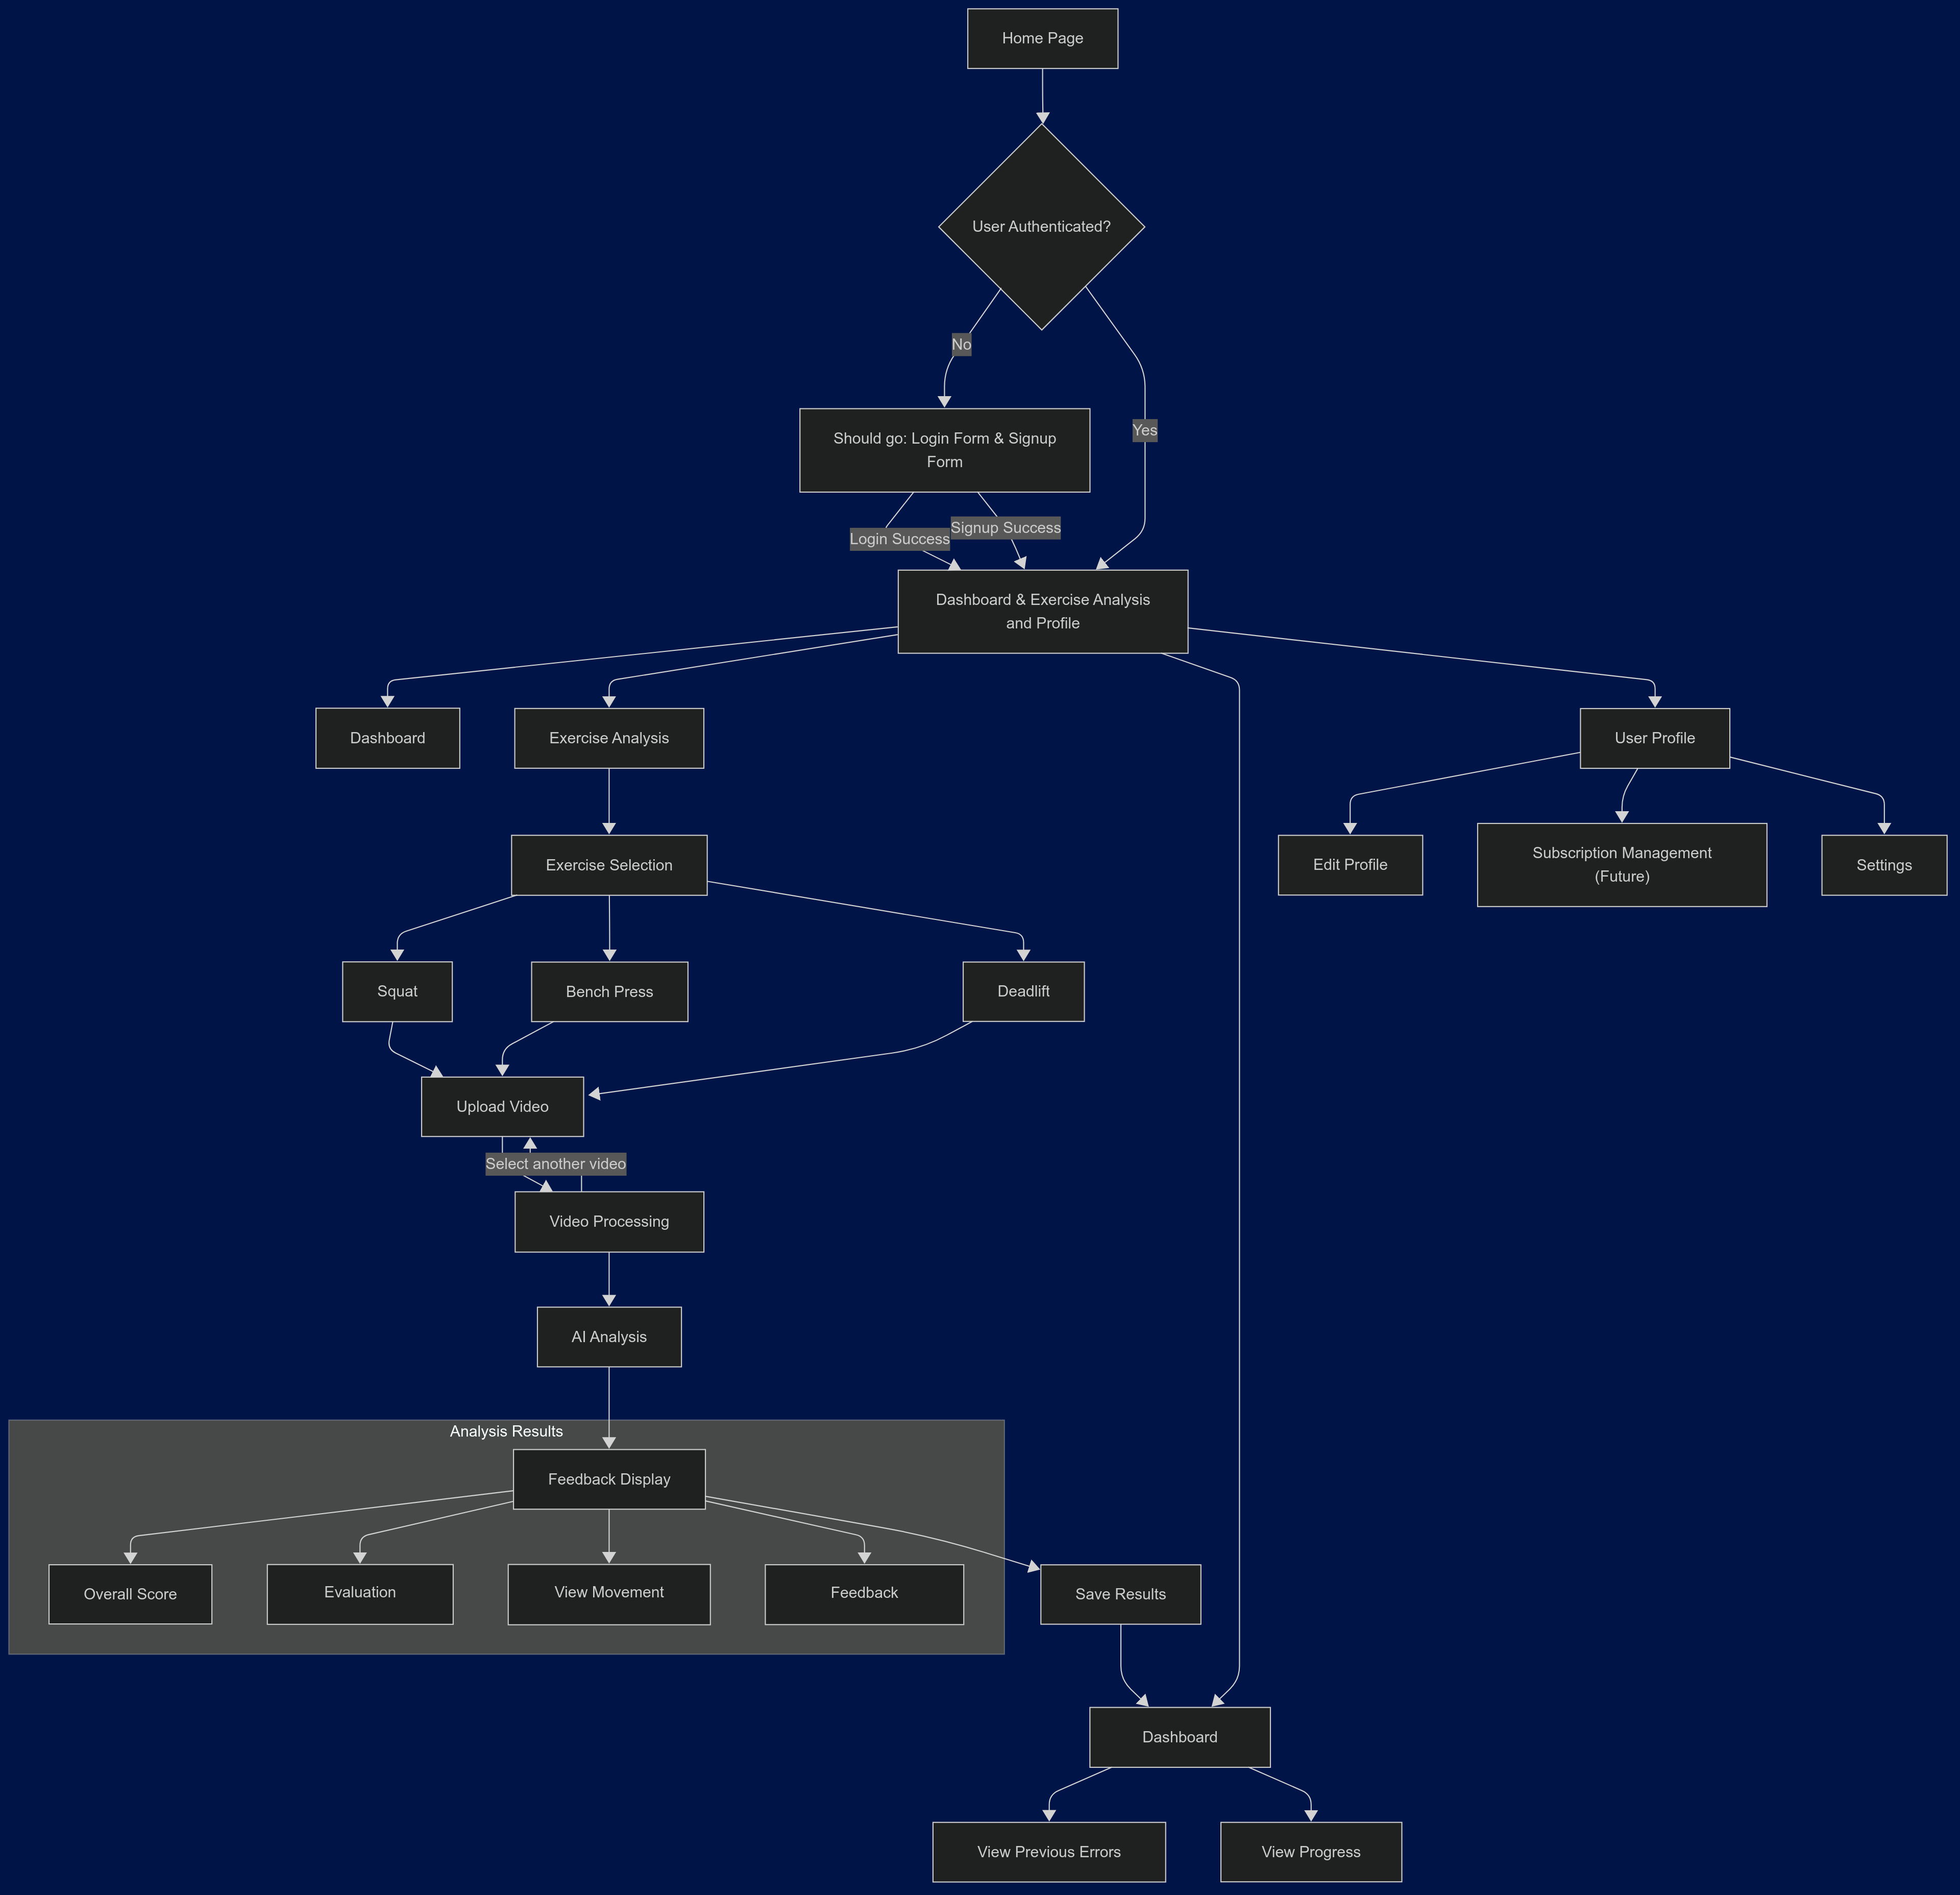 Home Page
User Authenticated?
No
Yes
Should go: Login Form & Signup
Form
Login Success
Signup Success
Dashboard & Exercise Analysis
and Profile
Dashboard
Exercise Analysis
User Profile
Exercise Selection
Edit Profile
Subscription Management
(Future)
Settings
Squat
Bench Press
Deadlift
Upload Video
Select another video
Video Processing
AI Analysis
Analysis Results
Feedback Display
Overall Score
Evaluation
View Movement
Feedback
Save Results
Dashboard
View Previous Errors
View Progress